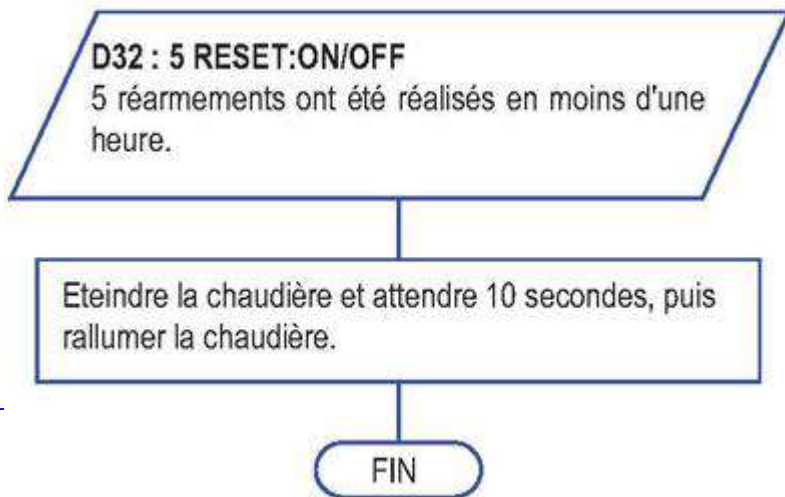 D32 : 5 RESET:ON/OFF
5 réarmements ont été réalisés en moins d'une
heure.
Eteindre la chaudière et attendre 10 secondes, puis
rallumer la chaudière.
FIN